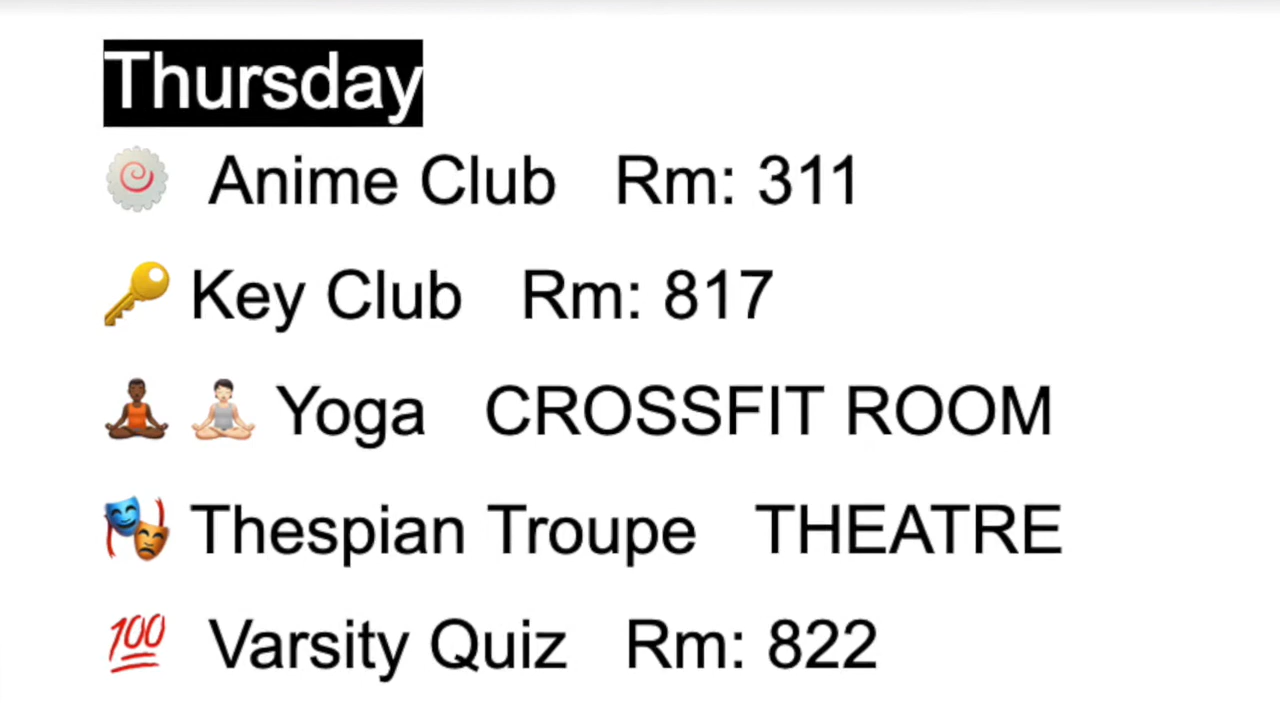 Thursday
🍥 Anime Club Rm: 311
🔑 Key Club Rm: 817
🧘🏿 🧘🏻 Yoga CROSSFIT ROOM
🎭 Thespian Troupe THEATRE
💯 Varsity Quiz Rm: 822